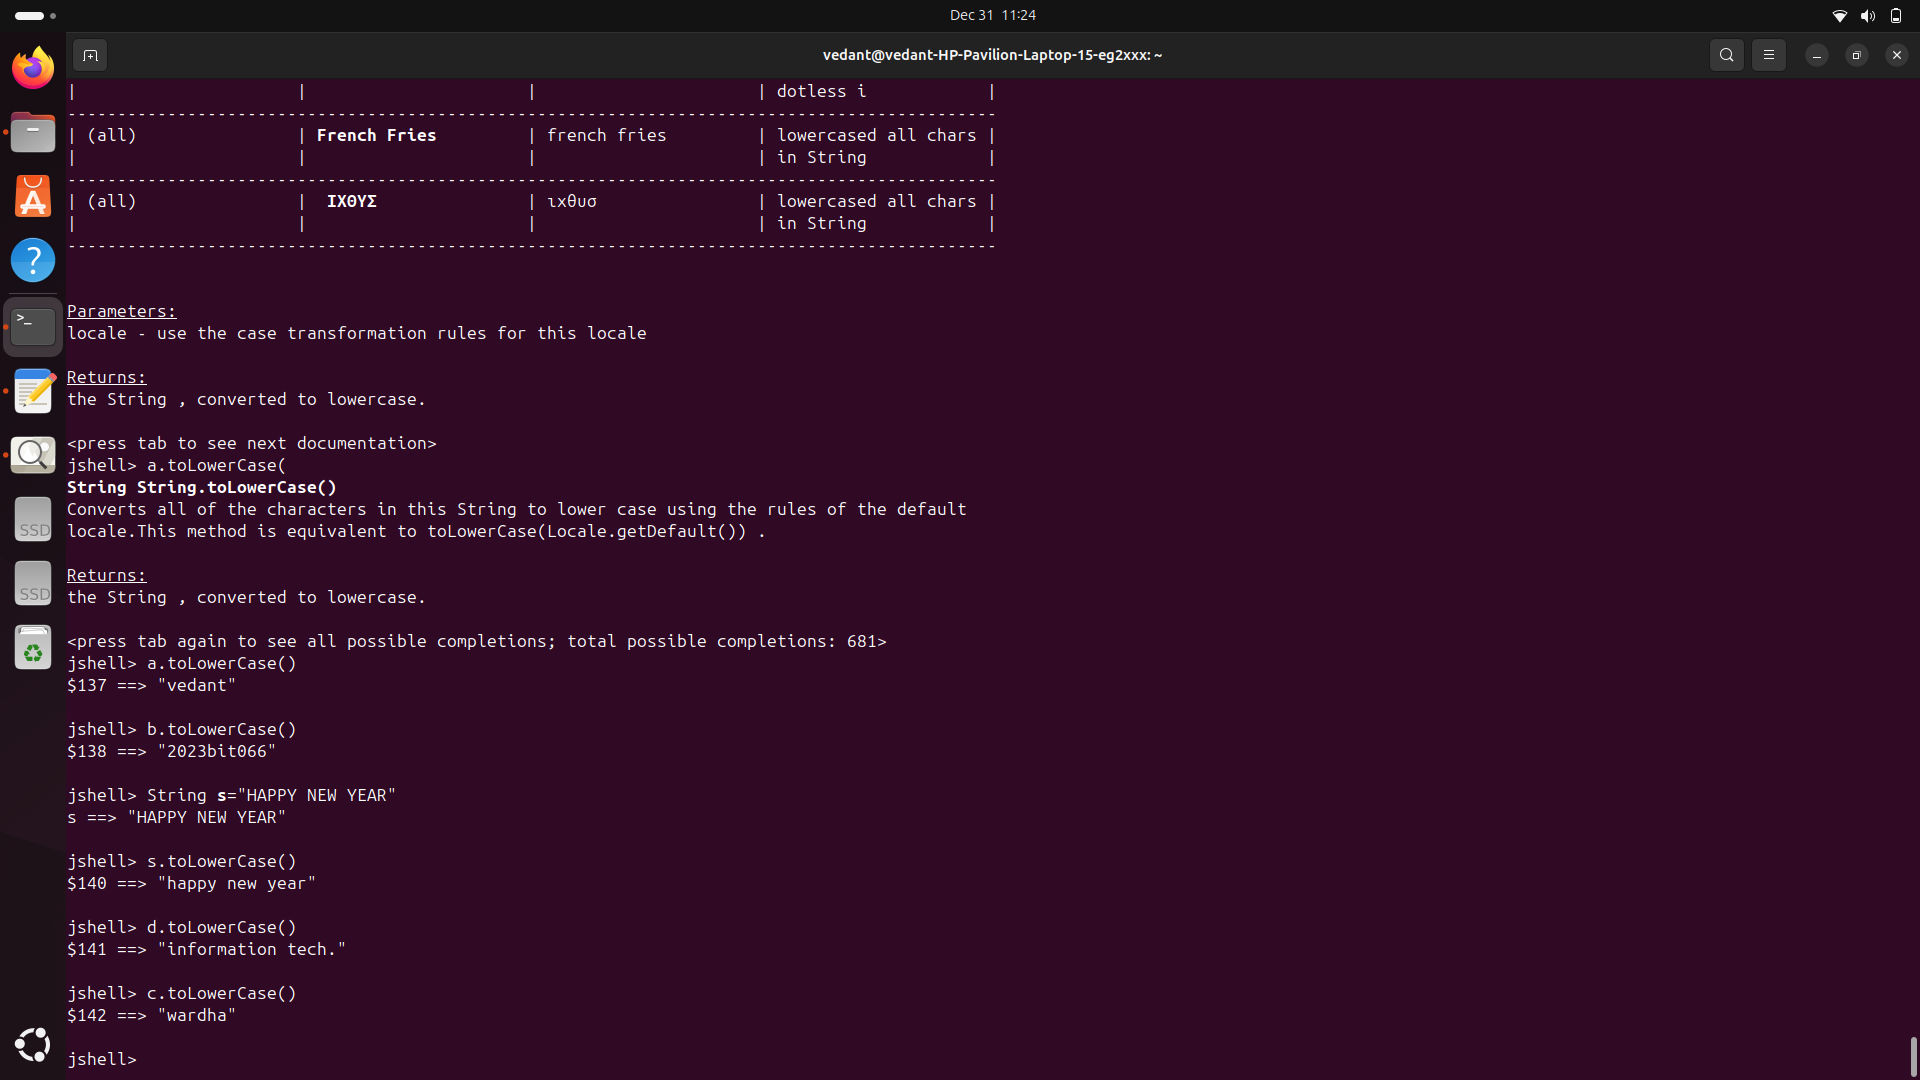 Dec 31 11:24
vedant@vedant-HP-Pavilion-Laptop-15-eg2xxx: ~
| | | | dotless i |
---------------------------------------------------------------------------------------------
| (all) | French Fries | french fries | lowercased all chars |
| | | | in String |
---------------------------------------------------------------------------------------------
| (all) | ΙΧΘΥΣ | ιχθυσ | lowercased all chars |
| | | | in String |
---------------------------------------------------------------------------------------------
Parameters:
locale - use the case transformation rules for this locale
Returns:
the String , converted to lowercase.
<press tab to see next documentation>
jshell> a.toLowerCase(
String String.toLowerCase()
Converts all of the characters in this String to lower case using the rules of the default
locale.This method is equivalent to toLowerCase(Locale.getDefault()) .
Returns:
the String , converted to lowercase.
<press tab again to see all possible completions; total possible completions: 681>
jshell> a.toLowerCase()
$137 ==> "vedant"
jshell> b.toLowerCase()
$138 ==> "2023bit066"
jshell> String s="HAPPY NEW YEAR"
s ==> "HAPPY NEW YEAR"
jshell> s.toLowerCase()
$140 ==> "happy new year"
jshell> d.toLowerCase()
$141 ==> "information tech."
jshell> c.toLowerCase()
$142 ==> "wardha"
jshell>
SSD
SSD